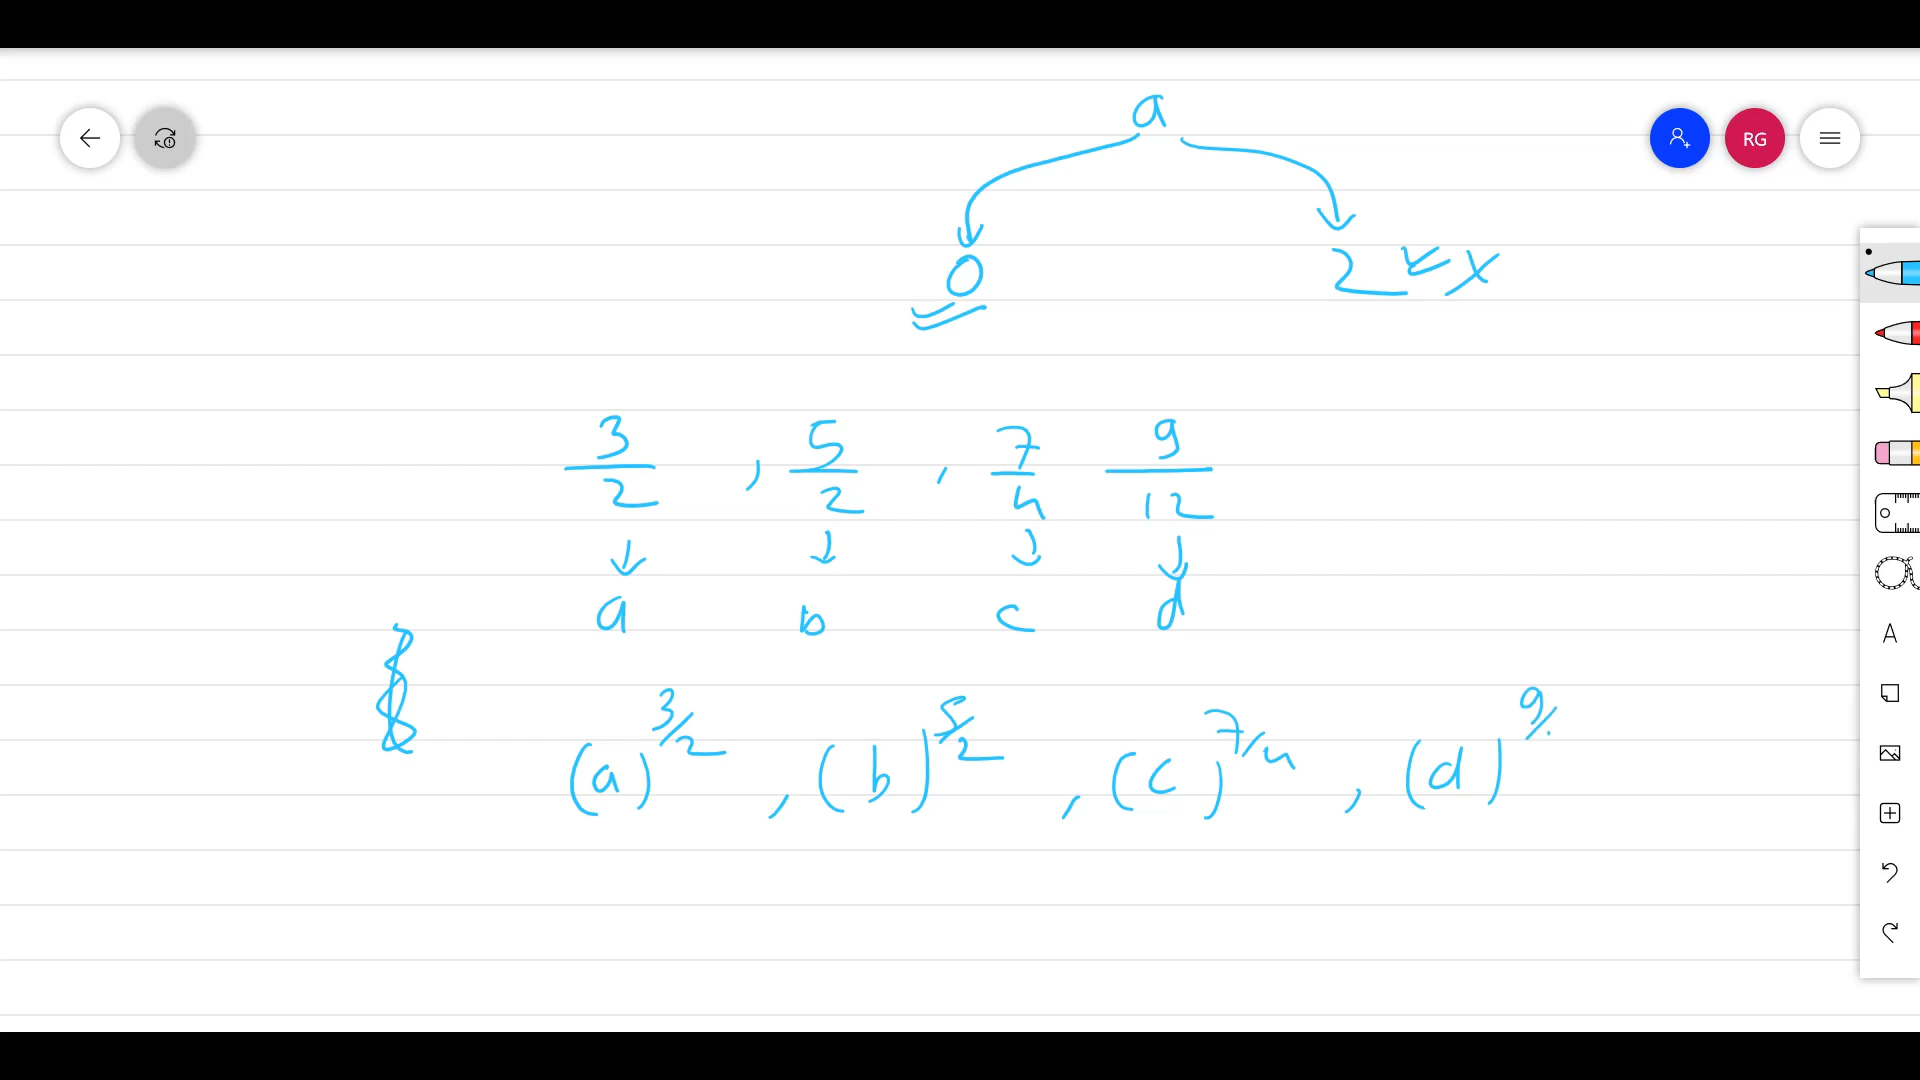 a
RG
0 2 x
3/2 , 5/2 , 7/4 9/12
a b c d
(a)^3/2 , (b)^5/2 , (c)^7/4 , (d)^9/
A